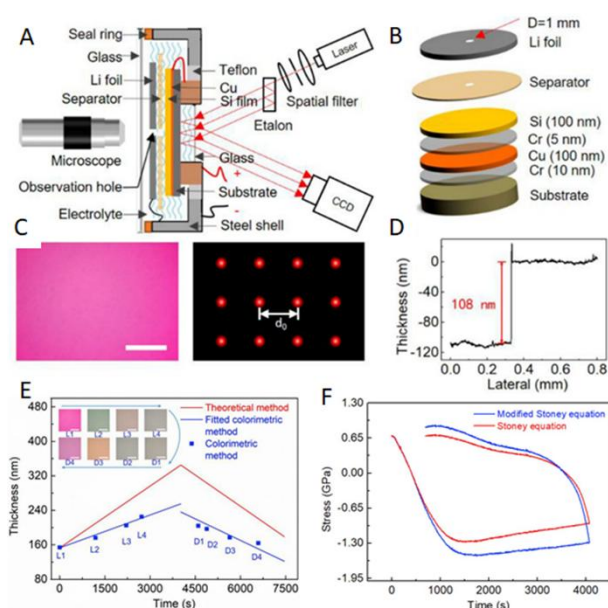 A
Seal ring
Glass
Li foil
Separator
Microscope
Observation hole
Electrolyte
Teflon
Cu
Si film
Etalon
Spatial filter
Laser
Glass
+
Substrate
-
Steel shell
CCD
B
D=1 mm
Li foil
Separator
Si (100 nm)
Cr (5 nm)
Cu (100 nm)
Cr (10 nm)
Substrate
C
d0
D
Thickness (nm)
0
-40
-80
-120
108 nm
0.0 0.2 0.4 0.6 0.8
Lateral (mm)
E
Thickness (nm)
480
400
320
240
160
80
L1 L2 L3 L4
D4 D3 D2 D1
Theoretical method
Fitted colorimetric
method
Colorimetric
method
L1
L2
L3
L4
D1
D2
D3
D4
0 1500 3000 4500 6000 7500
Time (s)
F
Stress (GPa)
1.30
0.65
0.00
-0.65
-1.30
-1.95
Modified Stoney equation
Stoney equation
0 1000 2000 3000 4000
Time (s)